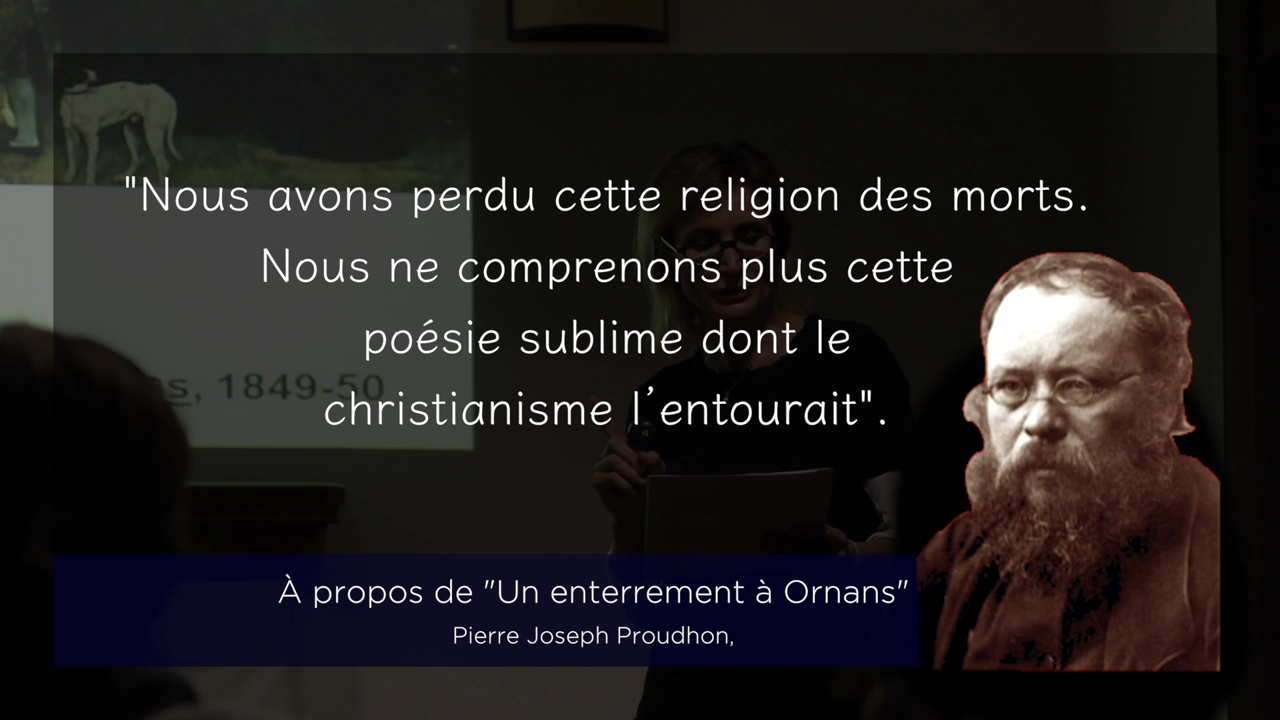 "Nous avons perdu cette religion des morts.
Nous ne comprenons plus cette
poésie sublime dont le
christianisme l'entourait".
s, 1849-50
À propos de "Un enterrement à Ornans"
Pierre Joseph Proudhon,